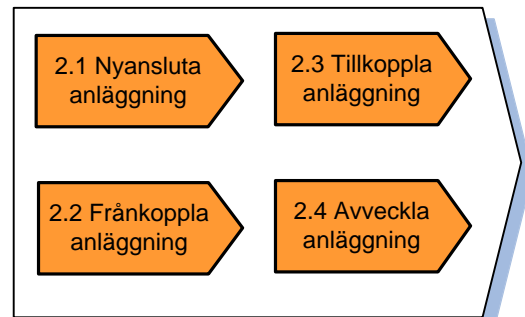 2.1 Nyansluta
anläggning
2.3 Tillkoppla
anläggning
2.2 Frånkoppla
anläggning
2.4 Avveckla
anläggning